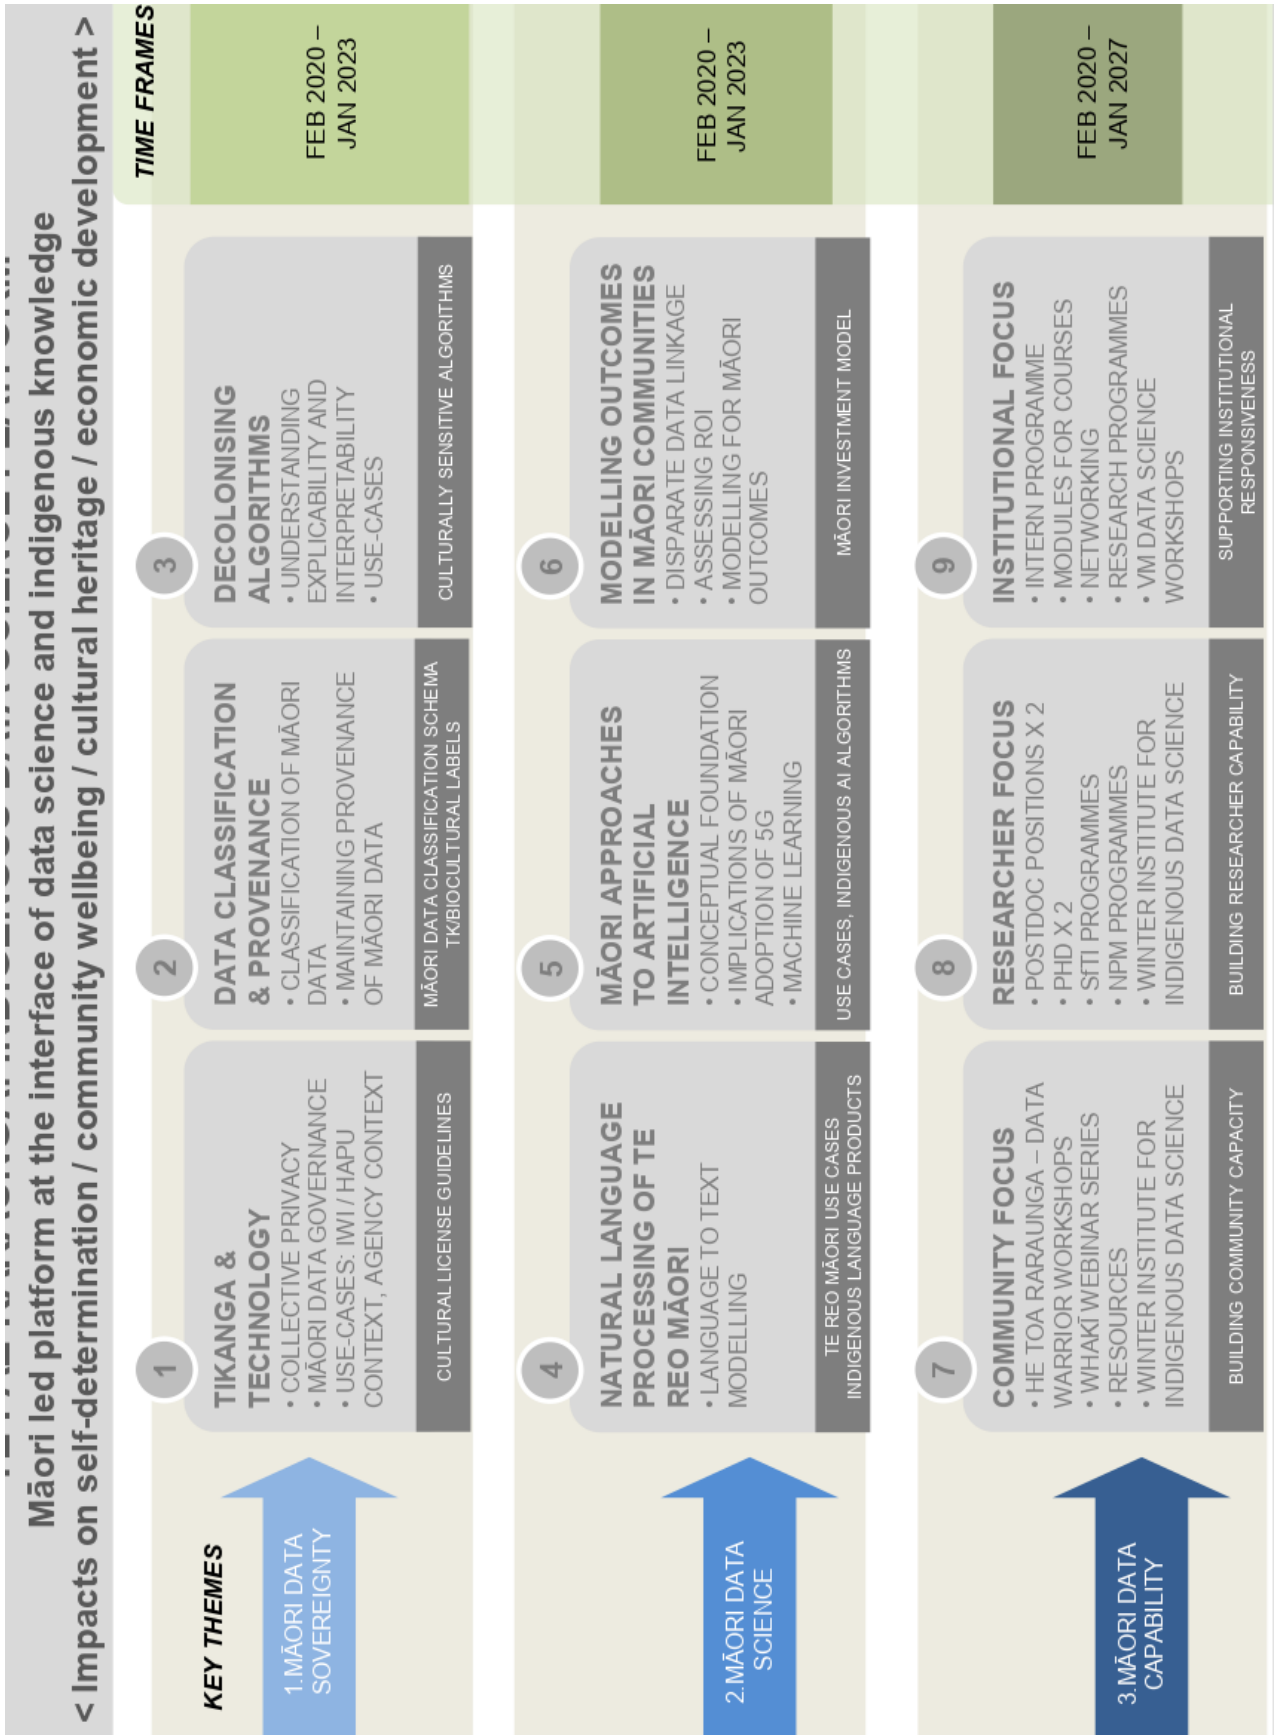 Māori led platform at the interface of data science and indigenous knowledge
< Impacts on self-determination / community wellbeing / cultural heritage / economic development >
KEY THEMES
TIME FRAMES
1.MĀORI DATA
SOVEREIGNTY
1
TIKANGA &
TECHNOLOGY
• COLLECTIVE PRIVACY
• MĀORI DATA GOVERNANCE
• USE-CASES: IWI / HAPU
CONTEXT, AGENCY CONTEXT
CULTURAL LICENSE GUIDELINES
2
DATA CLASSIFICATION
& PROVENANCE
• CLASSIFICATION OF MĀORI
DATA
• MAINTAINING PROVENANCE
OF MĀORI DATA
MĀORI DATA CLASSIFICATION SCHEMA
TK/BIOCULTURAL LABELS
3
DECOLONISING
ALGORITHMS
• UNDERSTANDING
EXPLICABILITY AND
INTERPRETABILITY
• USE-CASES
CULTURALLY SENSITIVE ALGORITHMS
FEB 2020 –
JAN 2023
2.MĀORI DATA
SCIENCE
4
NATURAL LANGUAGE
PROCESSING OF TE
REO MĀORI
• LANGUAGE TO TEXT
MODELLING
TE REO MĀORI USE CASES
INDIGENOUS LANGUAGE PRODUCTS
5
MĀORI APPROACHES
TO ARTIFICIAL
INTELLIGENCE
• CONCEPTUAL FOUNDATION
• IMPLICATIONS OF MĀORI
ADOPTION OF 5G
• MACHINE LEARNING
USE CASES, INDIGENOUS AI ALGORITHMS
6
MODELLING OUTCOMES
IN MĀORI COMMUNITIES
• DISPARATE DATA LINKAGE
• ASSESSING ROI
• MODELLING FOR MĀORI
OUTCOMES
MĀORI INVESTMENT MODEL
FEB 2020 –
JAN 2023
3.MĀORI DATA
CAPABILITY
7
COMMUNITY FOCUS
• HE TOA RARAUNGA – DATA
WARRIOR WORKSHOPS
• WHAKĪ WEBINAR SERIES
• RESOURCES
• WINTER INSTITUTE FOR
INDIGENOUS DATA SCIENCE
BUILDING COMMUNITY CAPACITY
8
RESEARCHER FOCUS
• POSTDOC POSITIONS X 2
• PHD X 2
• SfTI PROGRAMMES
• NPM PROGRAMMES
• WINTER INSTITUTE FOR
INDIGENOUS DATA SCIENCE
BUILDING RESEARCHER CAPABILITY
9
INSTITUTIONAL FOCUS
• INTERN PROGRAMME
• MODULES FOR COURSES
• NETWORKING
• RESEARCH PROGRAMMES
• VM DATA SCIENCE
WORKSHOPS
SUPPORTING INSTITUTIONAL
RESPONSIVENESS
FEB 2020 –
JAN 2027